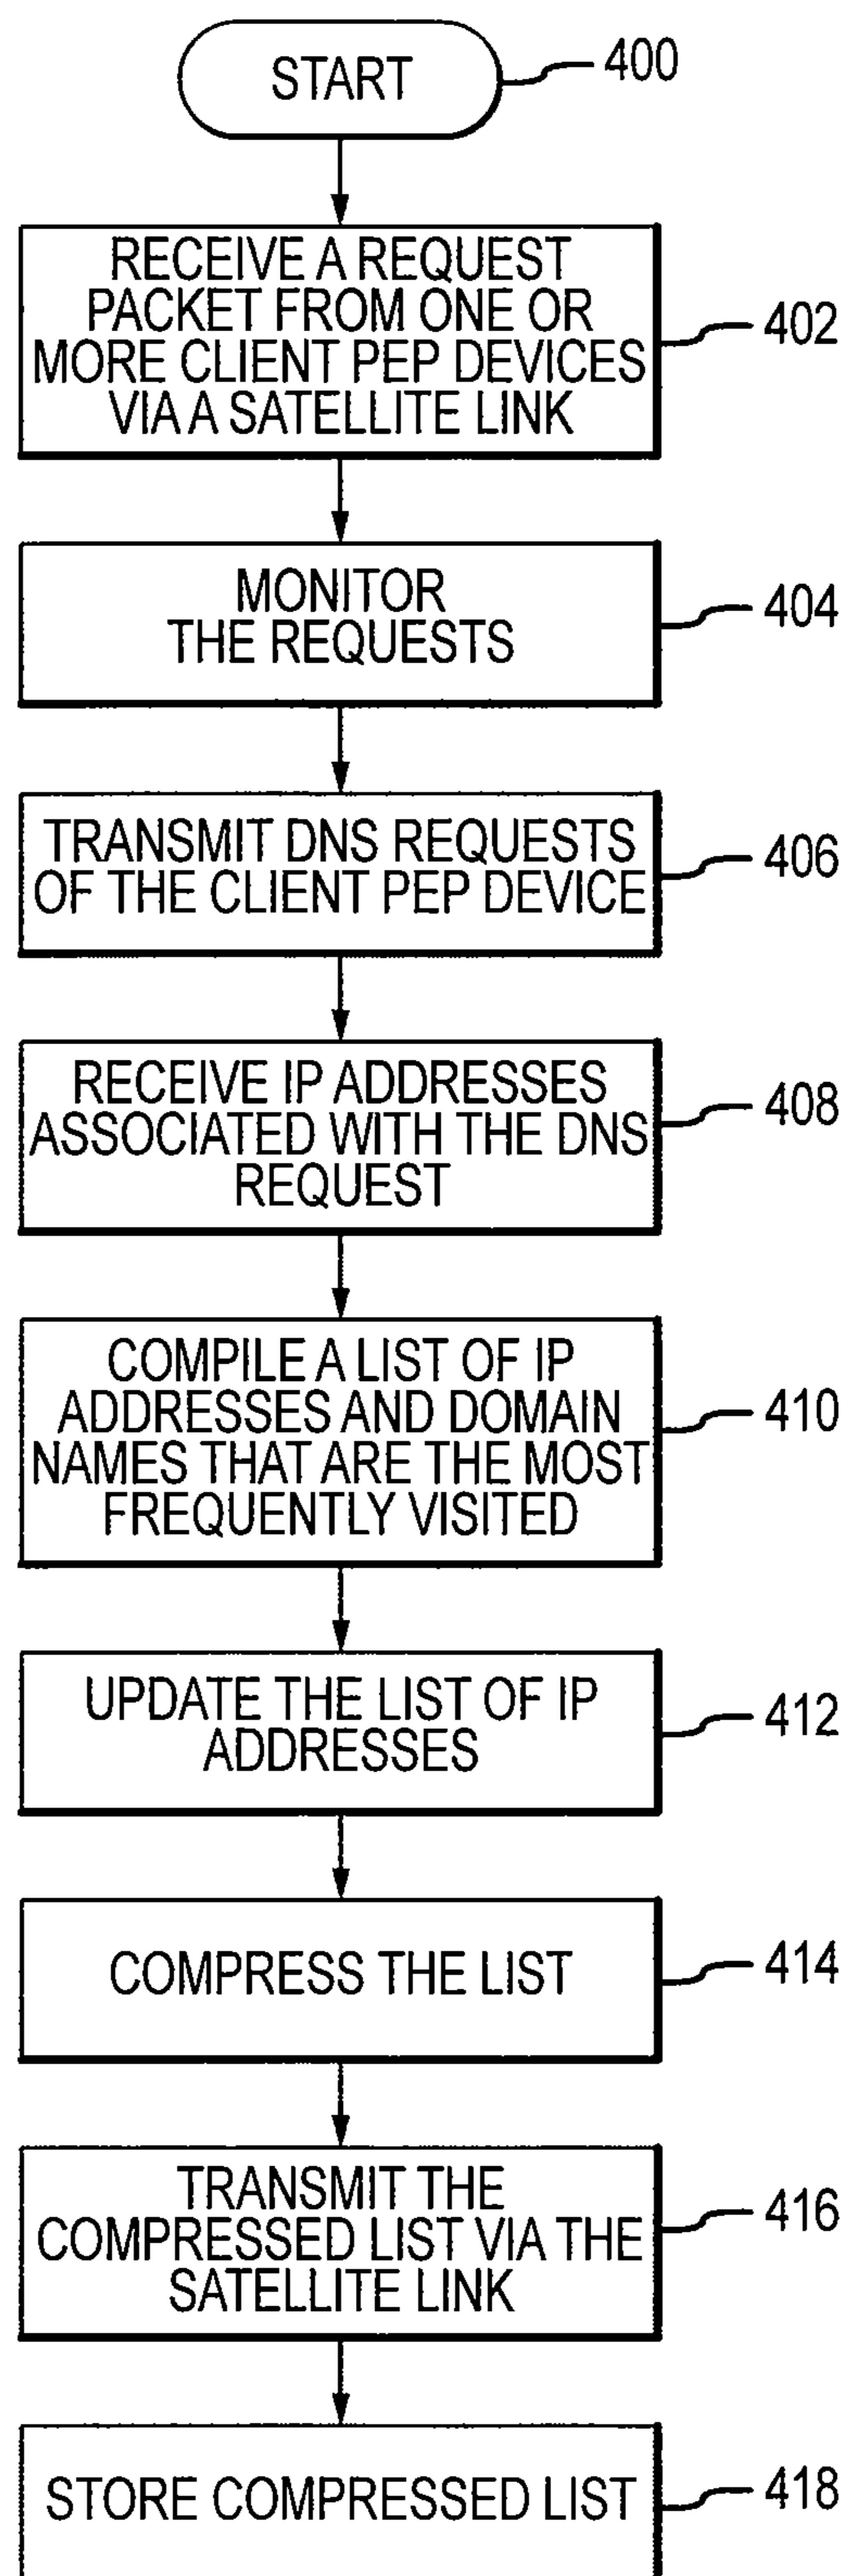 START
400
RECEIVE A REQUEST
PACKET FROM ONE OR
MORE CLIENT PEP DEVICES
VIA A SATELLITE LINK
402
MONITOR
THE REQUESTS
404
TRANSMIT DNS REQUESTS
OF THE CLIENT PEP DEVICE
406
RECEIVE IP ADDRESSES
ASSOCIATED WITH THE DNS
REQUEST
408
COMPILE A LIST OF IP
ADDRESSES AND DOMAIN
NAMES THAT ARE THE MOST
FREQUENTLY VISITED
410
UPDATE THE LIST OF IP
ADDRESSES
412
COMPRESS THE LIST
414
TRANSMIT THE
COMPRESSED LIST VIA THE
SATELLITE LINK
416
STORE COMPRESSED LIST
418